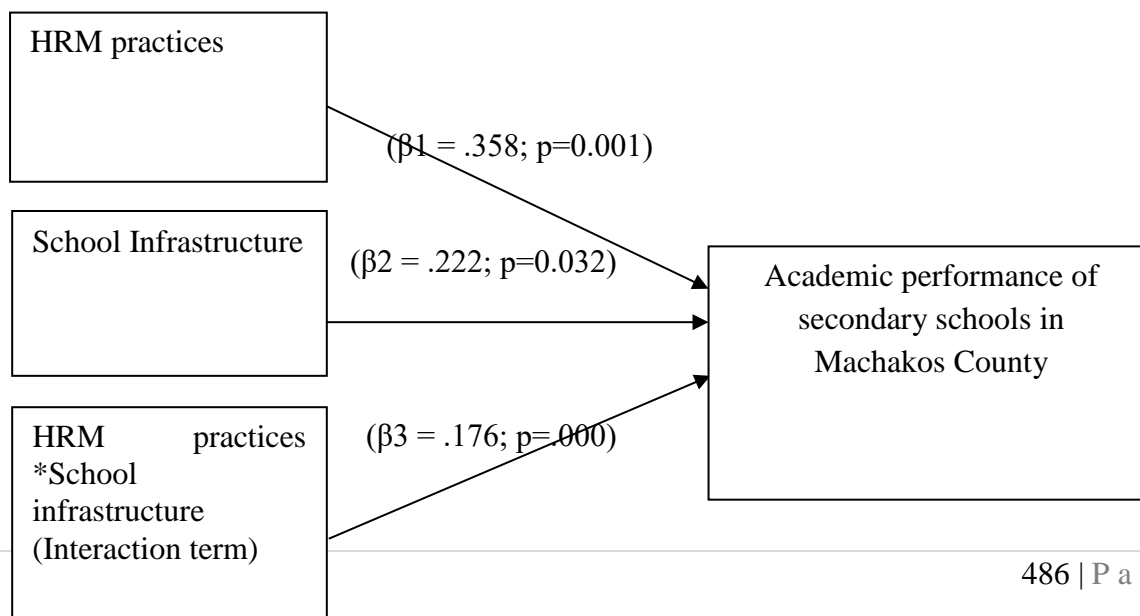 HRM practices
(β1 = .358; p=0.001)
School Infrastructure
(β2 = .222; p=0.032)
Academic performance of
secondary schools in
Machakos County
HRM practices
*School
infrastructure
(Interaction term)
(β3 = .176; p=.000)
486 | P a